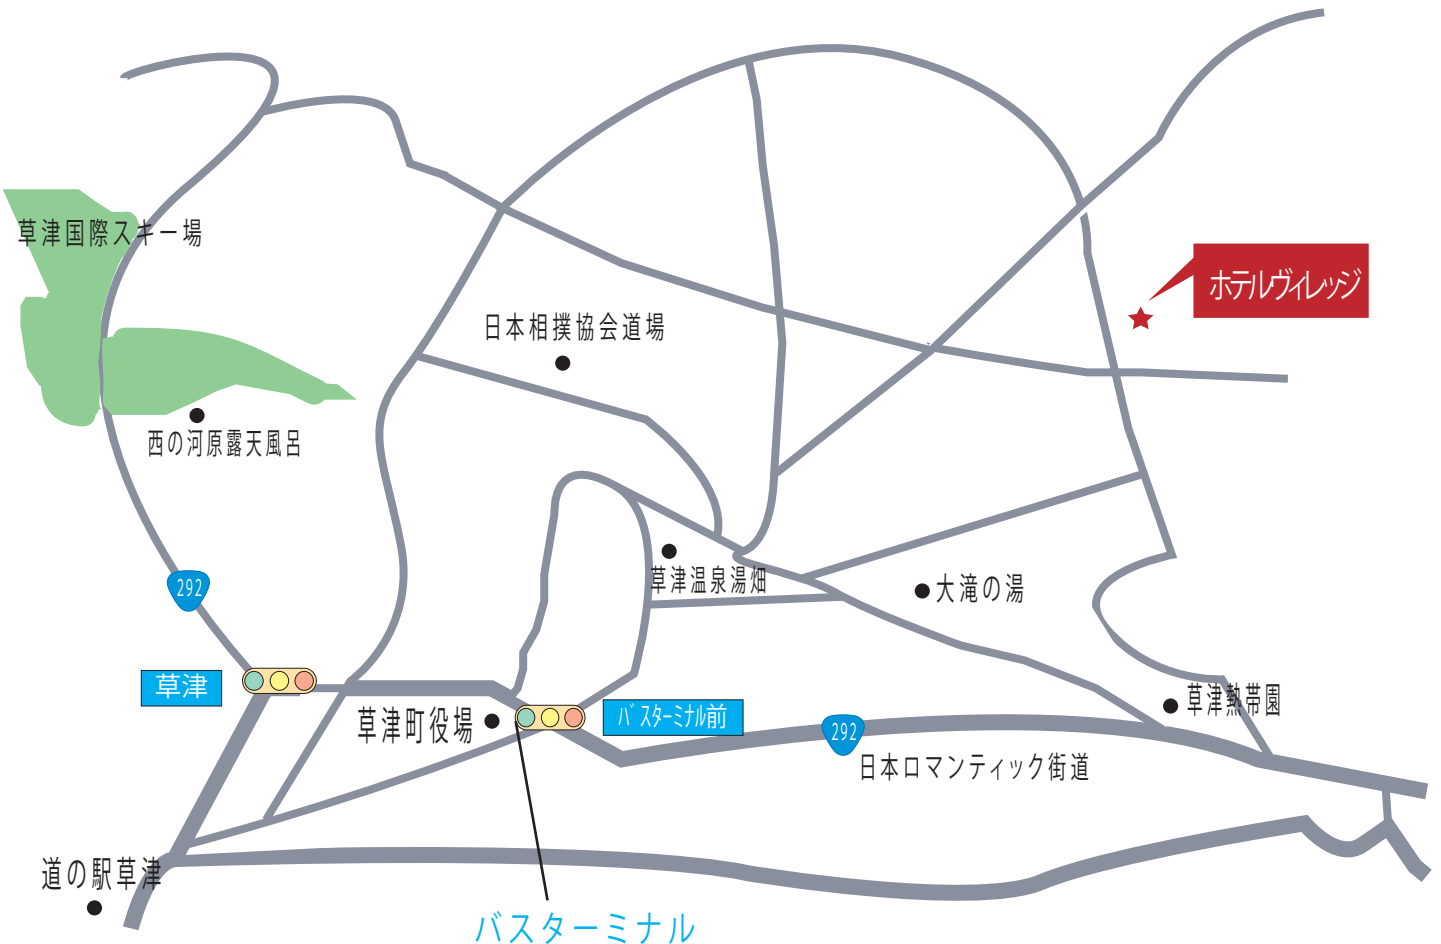 草津国際スキー場
ホテルヴィレッジ
日本相撲協会道場
西の河原露天風呂
292
草津温泉湯畑
大滝の湯
草津
草津熱帯園
草津町役場
バスターミナル前
292
日本ロマンティック街道
道の駅草津
バスターミナル